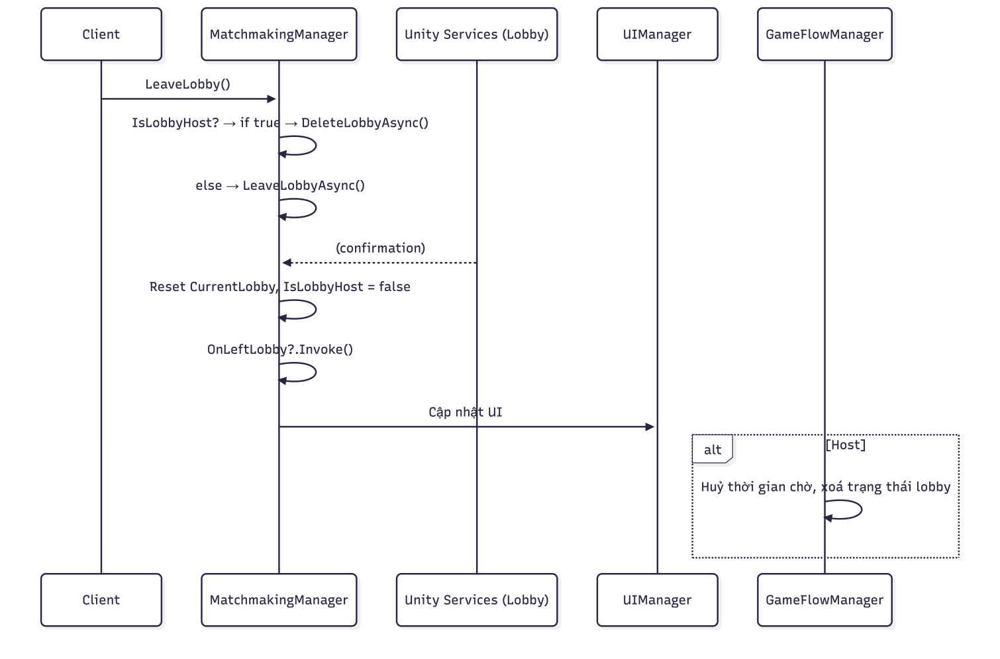 Client
MatchmakingManager
Unity Services (Lobby)
UIManager
GameFlowManager
LeaveLobby()
IsLobbyHost? → if true → DeleteLobbyAsync()
else → LeaveLobbyAsync()
(confirmation)
Reset CurrentLobby, IsLobbyHost = false
OnLeftLobby?.Invoke()
Cập nhật UI
alt
[Host]
Huỷ thời gian chờ, xoá trạng thái lobby
Client
MatchmakingManager
Unity Services (Lobby)
UIManager
GameFlowManager